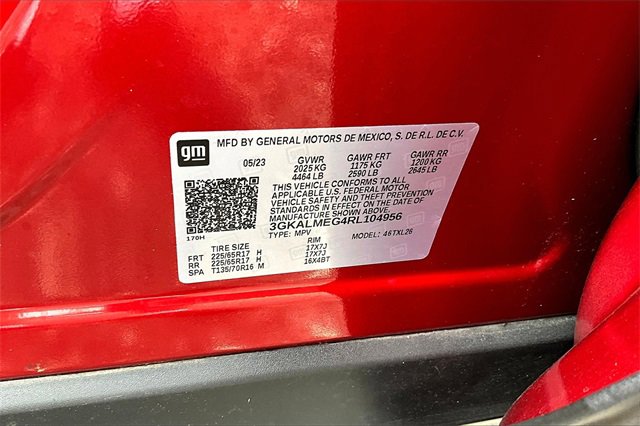 gm
MFD BY GENERAL MOTORS DE MEXICO, S. DE R.L. DE C.V.
05/23 GVWR GAWR FRT GAWR RR
2025 KG 1175 KG 1200 KG
4464 LB 2590 LB 2645 LB
THIS VEHICLE CONFORMS TO ALL
APPLICABLE U.S. FEDERAL MOTOR
VEHICLE SAFETY AND THEFT PREVENTION
STANDARDS IN EFFECT ON THE DATE OF
MANUFACTURE SHOWN ABOVE.
3GKALMEG4RL104956
170H TYPE: MPV MODEL: 46TXL26
TIRE SIZE RIM
FRT 225/65R17 H 17X7J
RR 225/65R17 H 17X7J
SPA T135/70R16 M 16X4BT